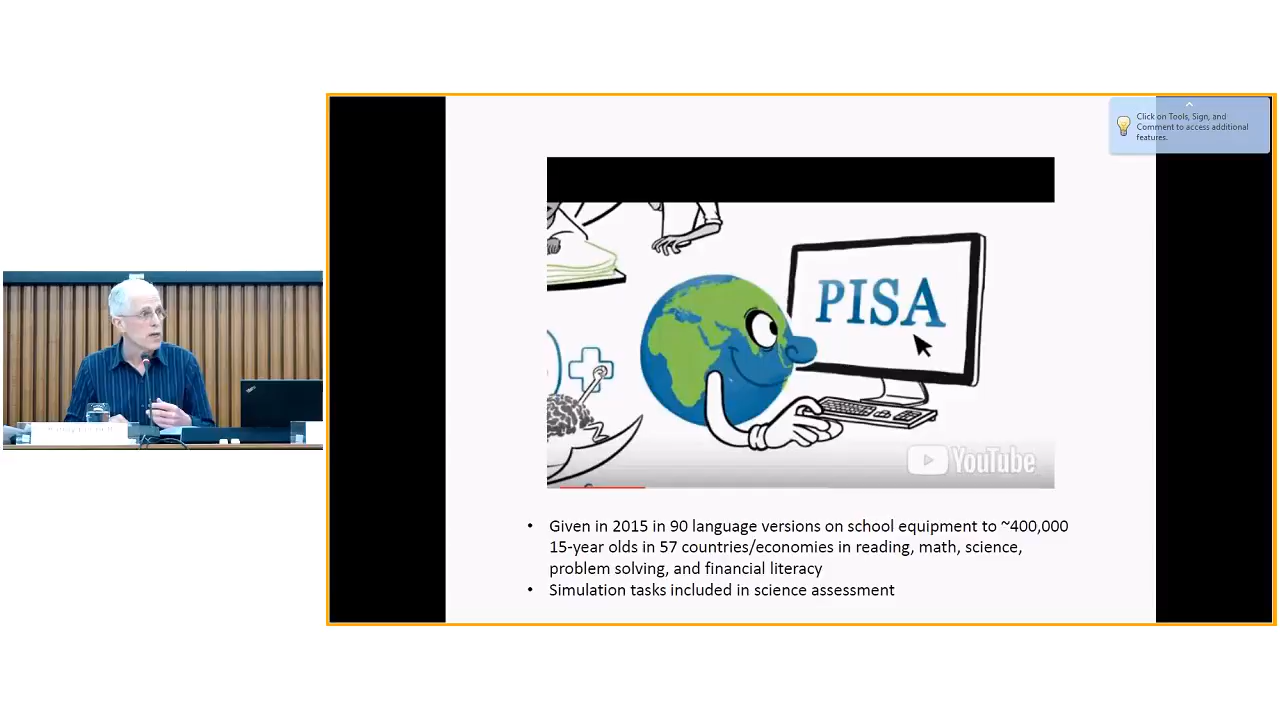 Click on Tools, Sign, and
Comment to access additional
features.
PISA
YouTube
• Given in 2015 in 90 language versions on school equipment to ~400,000
15-year olds in 57 countries/economies in reading, math, science,
problem solving, and financial literacy
• Simulation tasks included in science assessment